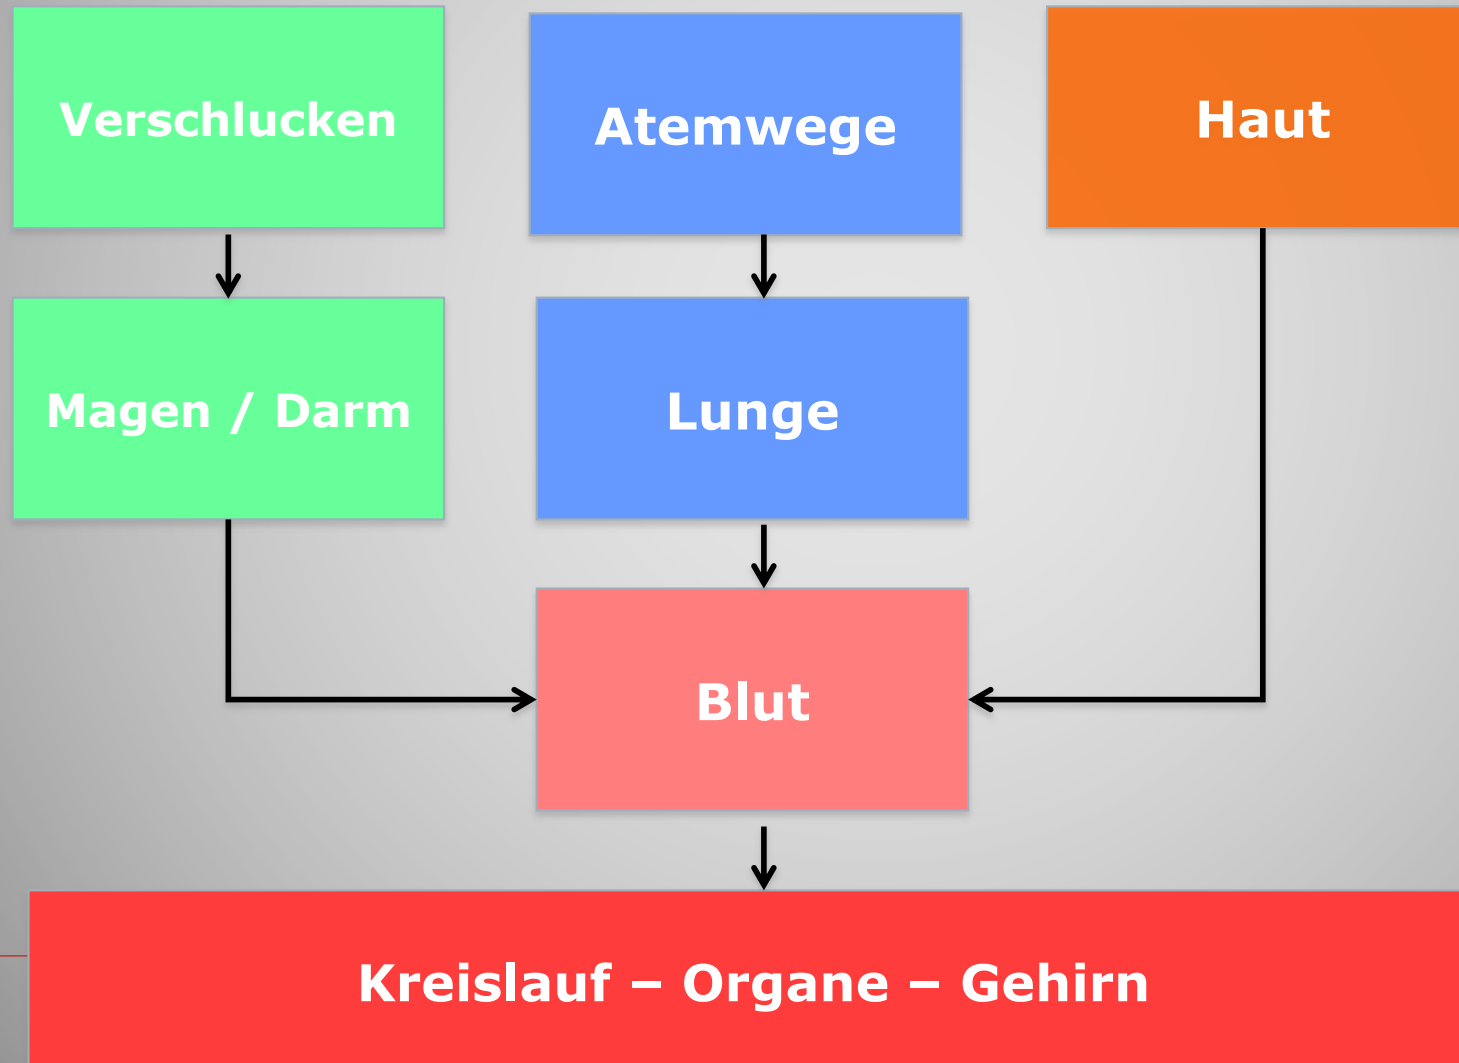 Verschlucken
Atemwege
Haut
Magen / Darm
Lunge
Blut
Kreislauf – Organe – Gehirn